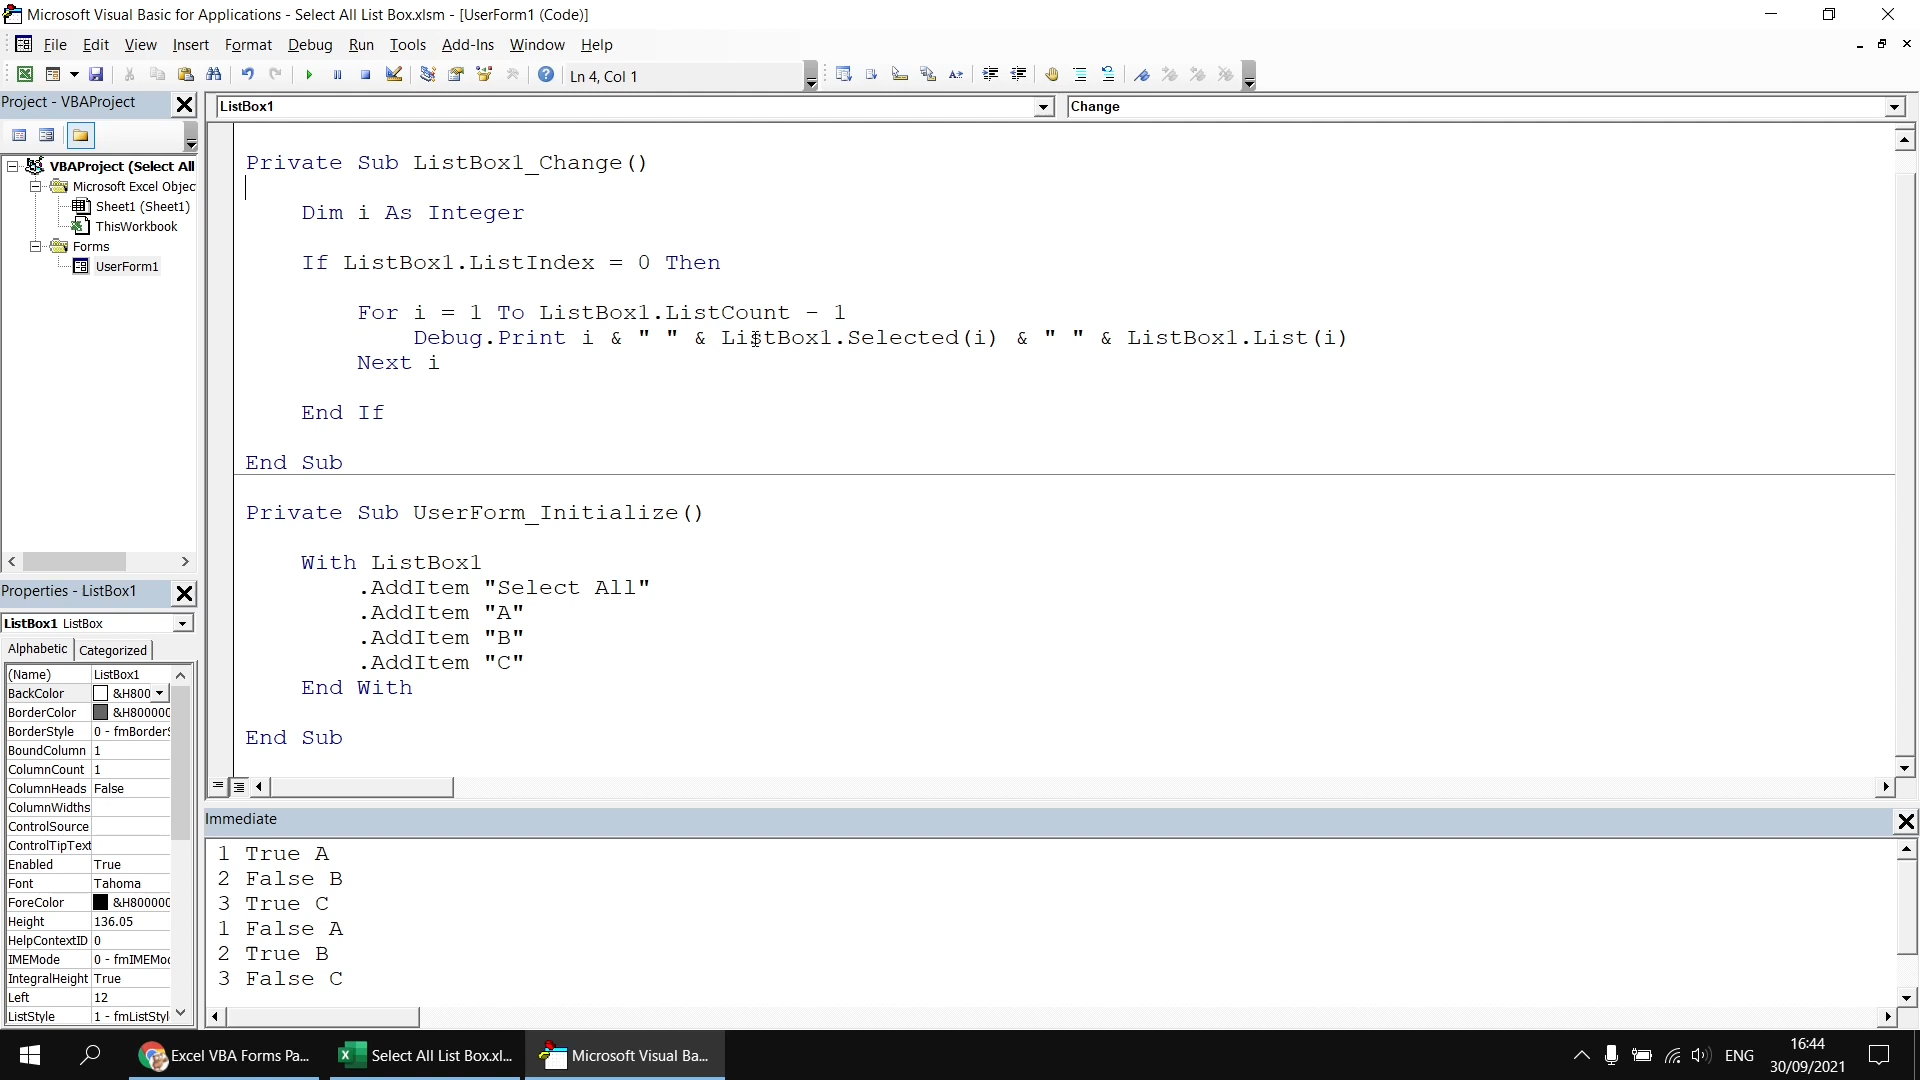 Microsoft Visual Basic for Applications - Select All List Box.xlsm - [UserForm1 (Code)]
File Edit View Insert Format Debug Run Tools Add-Ins Window Help
Ln 4, Col 1
Project - VBAProject
ListBox1
Change
VBAProject (Select All
Microsoft Excel Objec
Sheet1 (Sheet1)
ThisWorkbook
Forms
UserForm1
Private Sub ListBox1_Change()
Dim i As Integer
If ListBox1.ListIndex = 0 Then
For i = 1 To ListBox1.ListCount - 1
Debug.Print i & " " & ListBox1.Selected(i) & " " & ListBox1.List(i)
Next i
End If
End Sub
Private Sub UserForm_Initialize()
With ListBox1
.AddItem "Select All"
.AddItem "A"
.AddItem "B"
.AddItem "C"
End With
End Sub
Properties - ListBox1
ListBox1 ListBox
Alphabetic Categorized
(Name) ListBox1
BackColor &H800
BorderColor &H800000
BorderStyle 0 - fmBorderS
BoundColumn 1
ColumnCount 1
ColumnHeads False
ColumnWidths
ControlSource
ControlTipText
Enabled True
Font Tahoma
ForeColor &H800000
Height 136.05
HelpContextID 0
IMEMode 0 - fmIMEMod
IntegralHeight True
Left 12
ListStyle 1 - fmListStyl
Immediate
1 True A
2 False B
3 True C
1 False A
2 True B
3 False C
Excel VBA Forms Pa...
Select All List Box.xl...
Microsoft Visual Ba...
ENG
16:44
30/09/2021